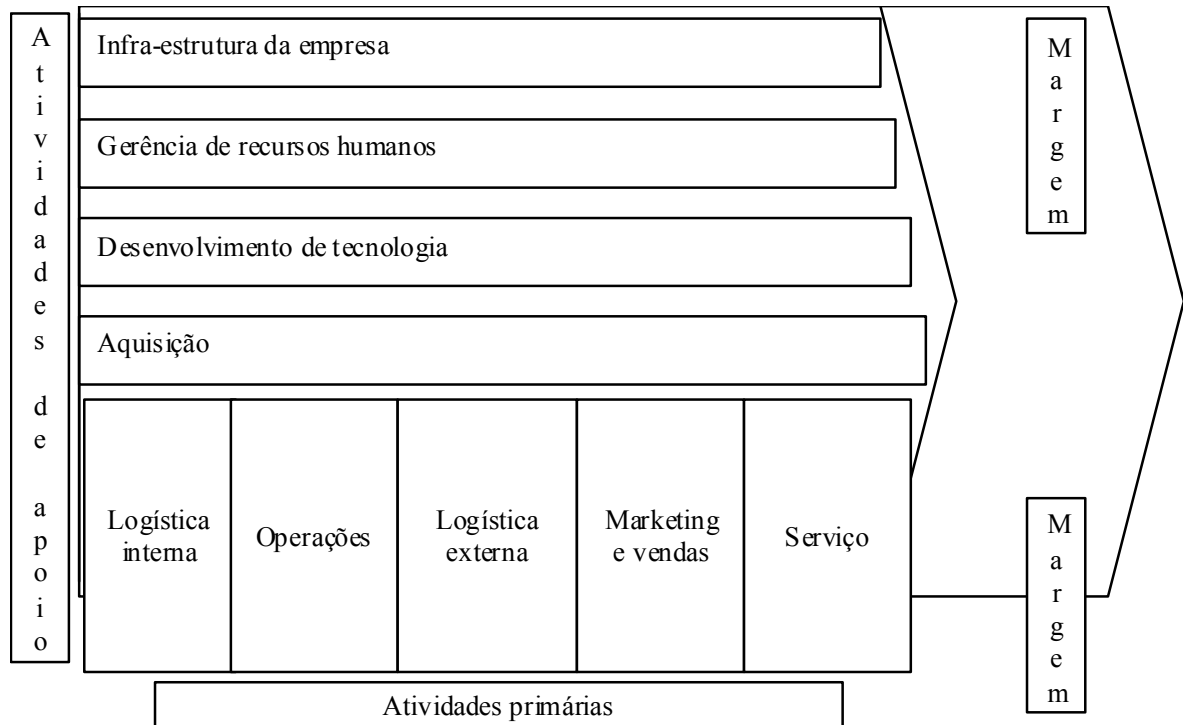 Atividades de apoio
Infra-estrutura da empresa
Gerência de recursos humanos
Desenvolvimento de tecnologia
Aquisição
Margem
Logística
interna
Operações
Logística
externa
Marketing
e vendas
Serviço
Margem
Atividades primárias